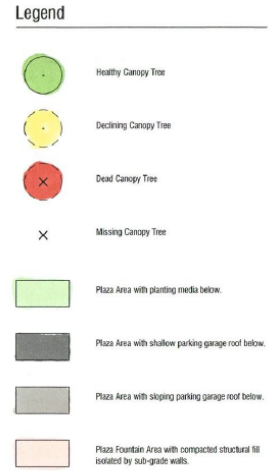 Legend
Healthy Canopy Tree
Declining Canopy Tree
Dead Canopy Tree
Missing Canopy Tree
Plaza Area with planting media below.
Plaza Area with shallow parking garage roof below.
Plaza Area with sloping parking garage roof below.
Plaza Fountain Area with compacted structural fill
isolated by sub-grade walls.